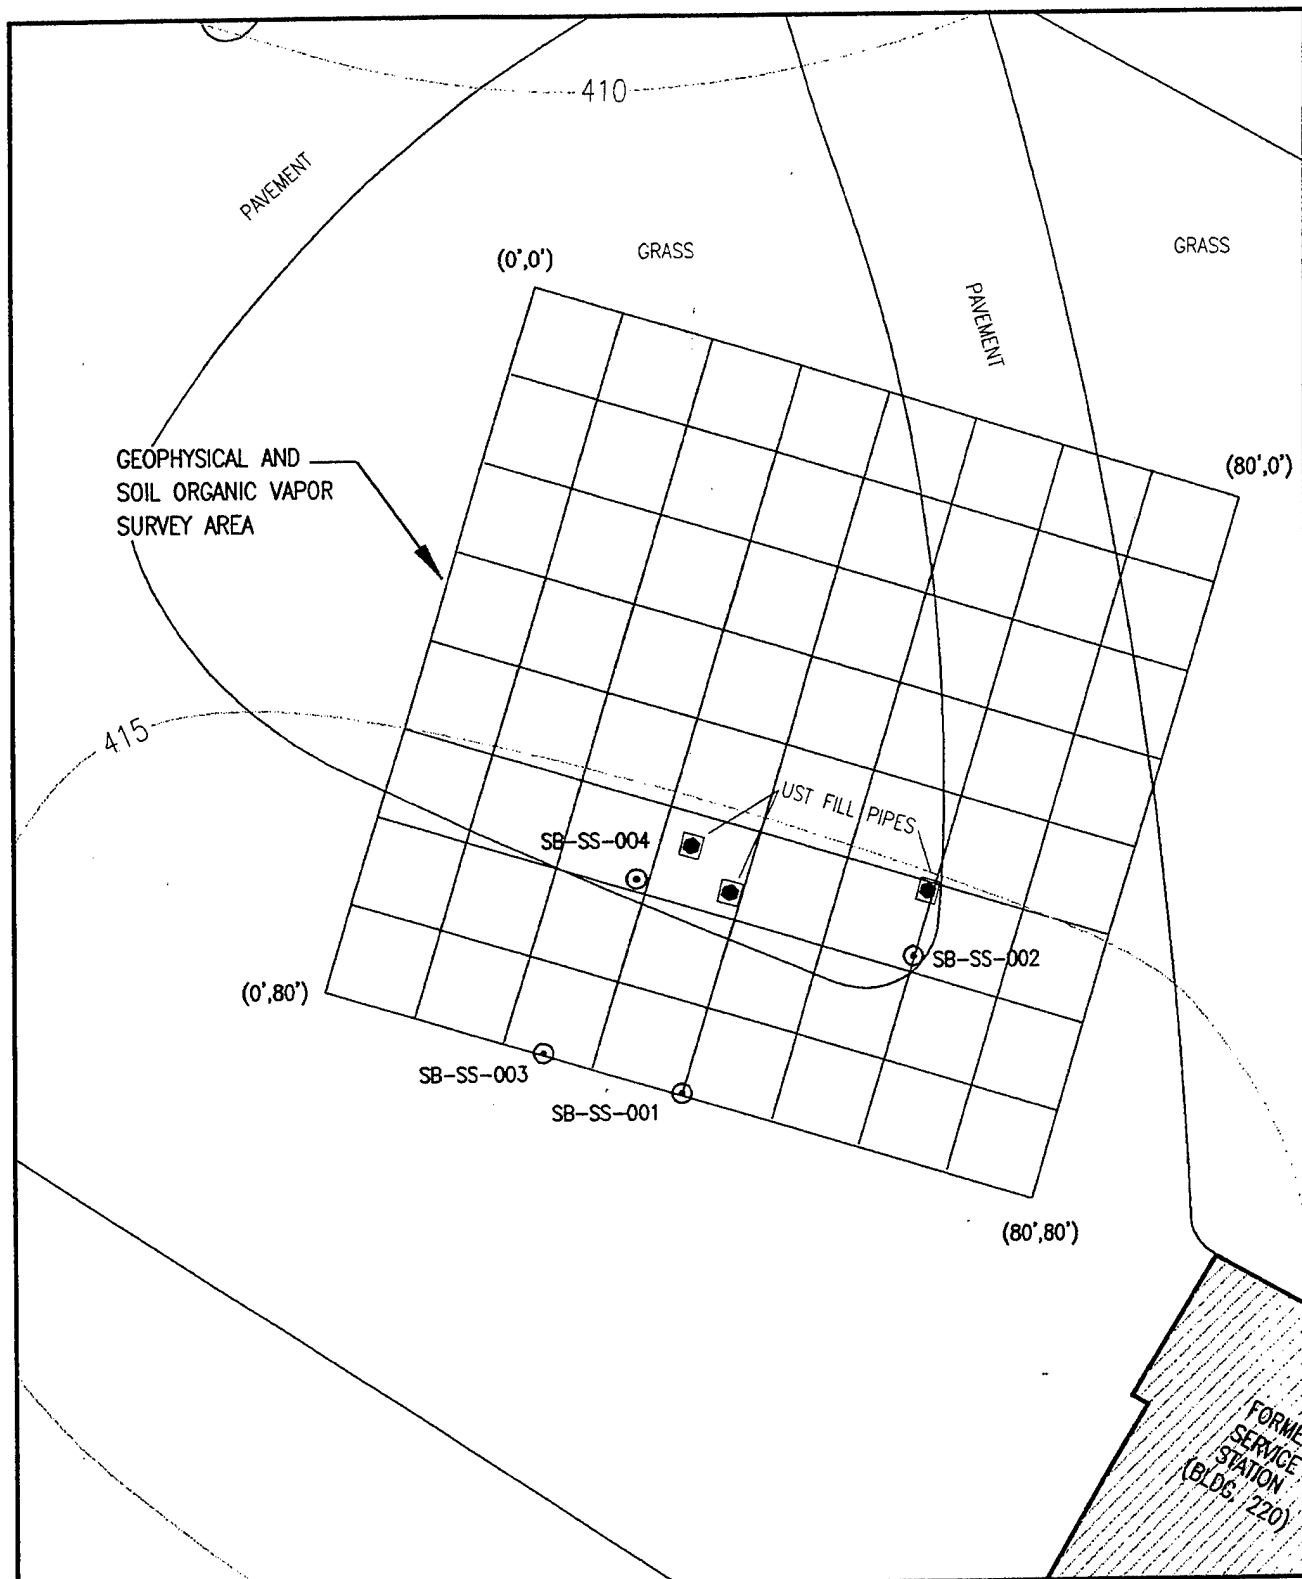 410
PAVEMENT
GRASS
GRASS
(0',0')
PAVEMENT
GEOPHYSICAL AND
SOIL ORGANIC VAPOR
SURVEY AREA
(80',0')
415
UST FILL PIPES
SB-SS-004
SB-SS-002
(0',80')
SB-SS-003
SB-SS-001
(80',80')
FORME
SERVICE
STATION
(BLDG. 220)